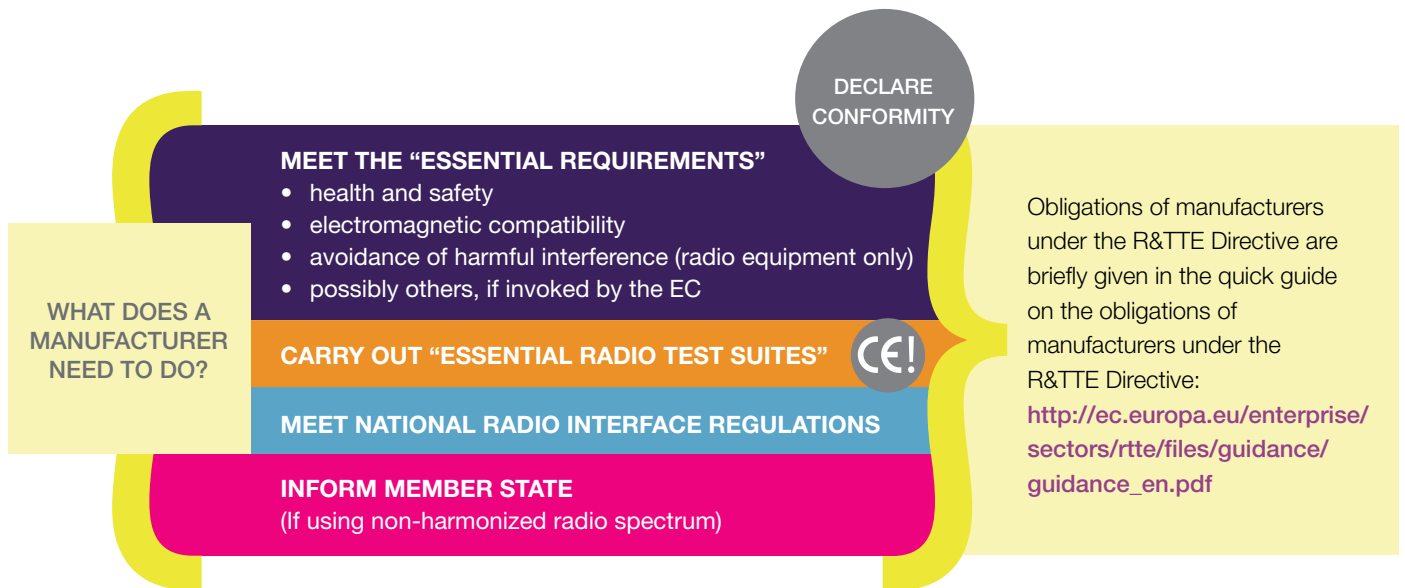 DECLARE
CONFORMITY
MEET THE “ESSENTIAL REQUIREMENTS”
• health and safety
• electromagnetic compatibility
• avoidance of harmful interference (radio equipment only)
• possibly others, if invoked by the EC
WHAT DOES A
MANUFACTURER
NEED TO DO?
CARRY OUT “ESSENTIAL RADIO TEST SUITES”
CE!
MEET NATIONAL RADIO INTERFACE REGULATIONS
INFORM MEMBER STATE
(If using non-harmonized radio spectrum)
Obligations of manufacturers
under the R&TTE Directive are
briefly given in the quick guide
on the obligations of
manufacturers under the
R&TTE Directive:
http://ec.europa.eu/enterprise/
sectors/rtte/files/guidance/
guidance_en.pdf